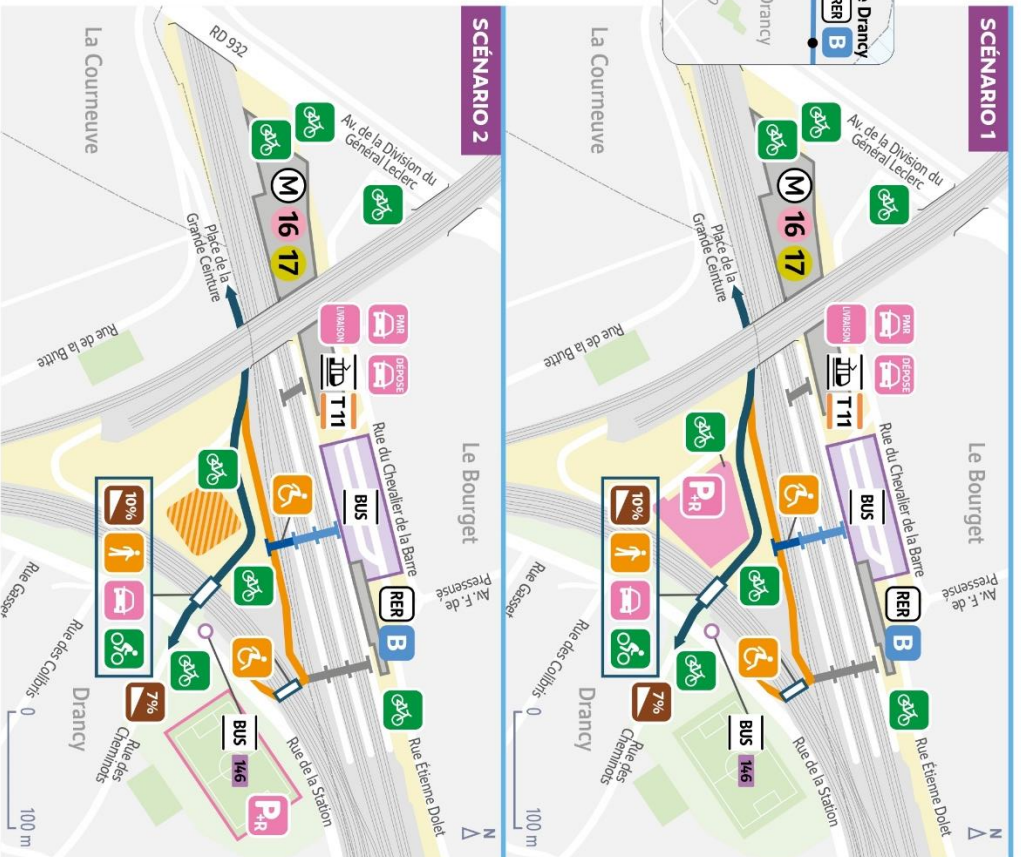 SCÉNARIO 1
N
Le Bourget
Av. F. de
Pressensé
Rue Étienne Dolet
Av. de la Division du
Général Leclerc
PMR
DÉPOSE
LIVRAISON
T11
Rue du Chevalier de la Barre
BUS
RER B
M 16 17
e Drancy
RER B
Drancy
Place de la
Grande Ceinture
La Courneuve
Rue de la Butte
P+R
10%
BUS 146
Rue de la Station
7%
Rue des
Cheminots
Rue des Colibris
Rue Gasset
Drancy
0 100 m
SCÉNARIO 2
N
Le Bourget
Av. F. de
Pressensé
Rue Étienne Dolet
Av. de la Division du
Général Leclerc
PMR
DÉPOSE
LIVRAISON
T11
Rue du Chevalier de la Barre
BUS
RER B
M 16 17
RD 932
Place de la
Grande Ceinture
La Courneuve
Rue de la Butte
10%
BUS 146
P+R
Rue de la Station
7%
Rue des
Cheminots
Rue des Colibris
Rue Gasset
Drancy
0 100 m